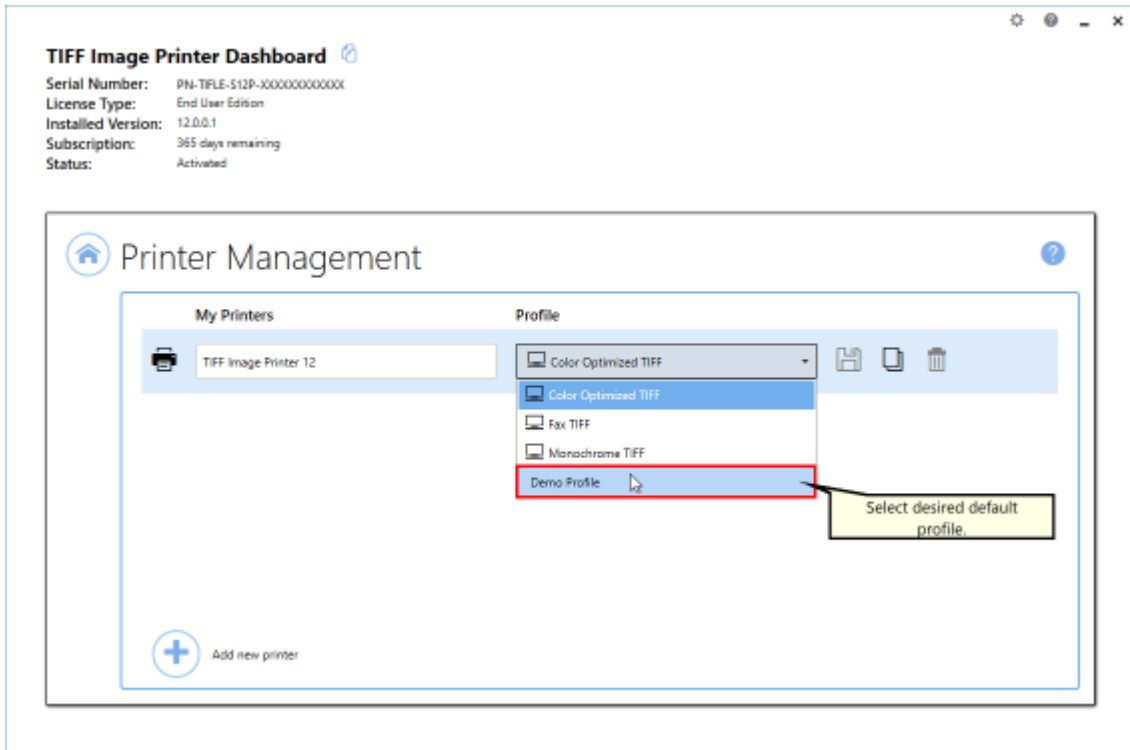 TIFF Image Printer Dashboard
Serial Number: PN-TIFLE-S12P-XXXXXXXXXXXX
License Type: End User Edition
Installed Version: 12.0.0.1
Subscription: 365 days remaining
Status: Activated
Printer Management
?
My Printers Profile
TIFF Image Printer 12 Color Optimized TIFF
Color Optimized TIFF
Fax TIFF
Monochrome TIFF
Demo Profile
Select desired default
profile.
Add new printer